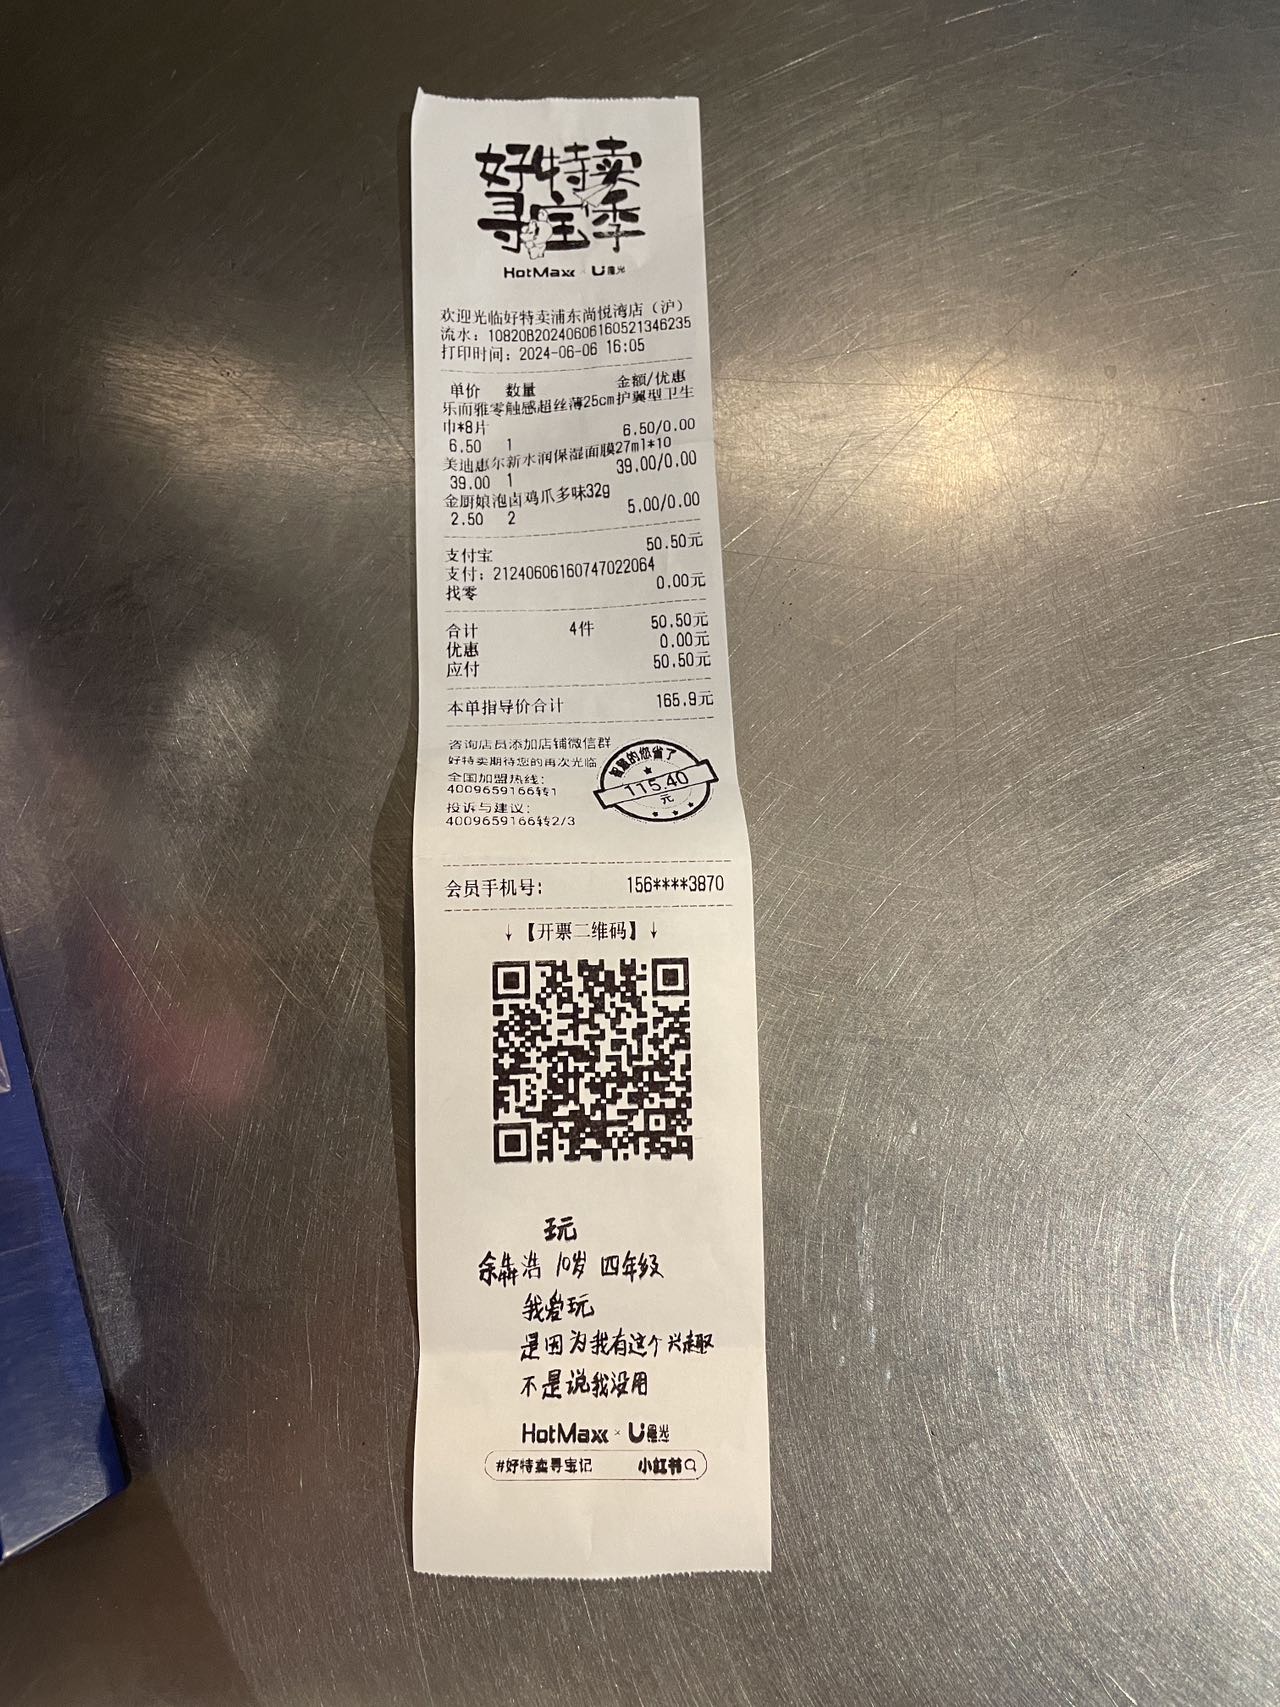 好特卖
寻宝季
HotMaxx × U晨光
欢迎光临好特卖浦东尚悦湾店（沪）
流水：10820B20240606160521346235
打印时间：2024-06-06 16:05
单价 数量 金额/优惠
乐而雅零触感超丝薄25cm护翼型卫生
巾*8片
6.50 1 6.50/0.00
美迪惠尔新水润保湿面膜27ml*10
39.00 1 39.00/0.00
金厨娘泡卤鸡爪多味32g
2.50 2 5.00/0.00
支付宝 50.50元
支付：21240606160747022064
找零 0.00元
合计 4件 50.50元
优惠 0.00元
应付 50.50元
本单指导价合计 165.9元
咨询店员添加店铺微信群
好特卖期待您的再次光临
全国加盟热线：
4009659166转1
投诉与建议：
4009659166转2/3
智慧的您省了
115.40
元
会员手机号： 156****3870
↓【开票二维码】↓
玩
余犇浩 10岁 四年级
我爱玩
是因为我有这个兴趣
不是说我没用
HotMaxx × U晨光
#好特卖寻宝记 小红书